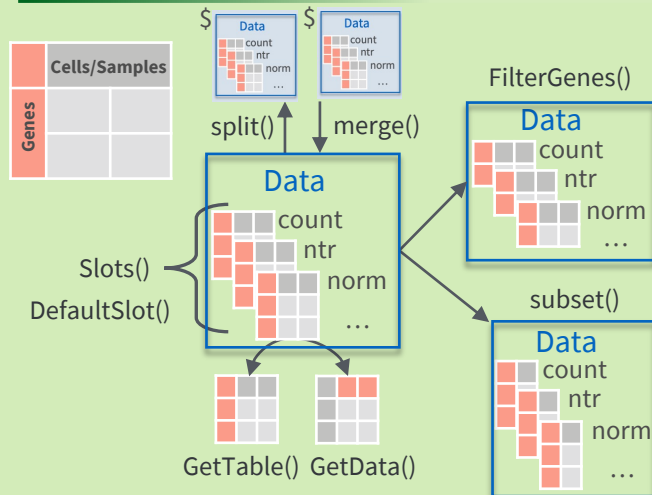 $
Data
count
ntr
norm
...
$
Data
count
ntr
norm
...
Cells/Samples
Genes
split()
merge()
FilterGenes()
Data
count
ntr
norm
...
Data
count
ntr
norm
...
Slots()
DefaultSlot()
subset()
Data
count
ntr
norm
...
GetTable()
GetData()